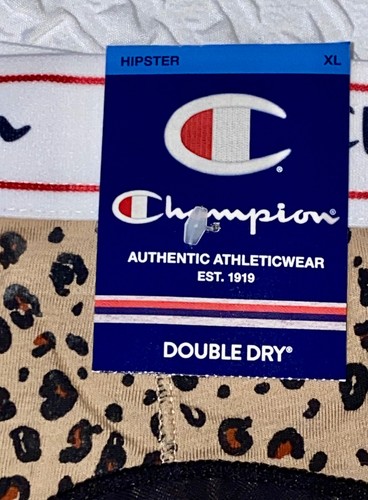 HIPSTER XL
Champion®
AUTHENTIC ATHLETICWEAR
EST. 1919
DOUBLE DRY®